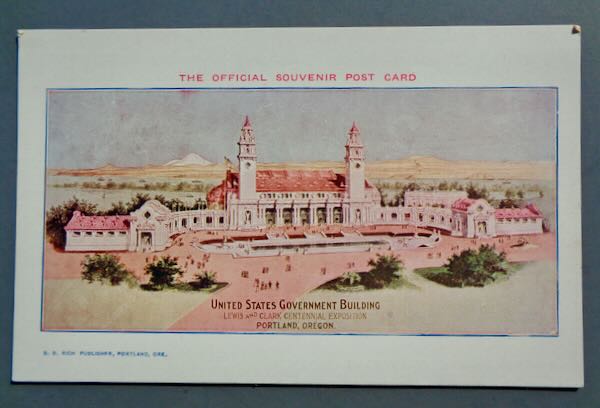 THE OFFICIAL SOUVENIR POST CARD
UNITED STATES GOVERNMENT BUILDING
LEWIS AND CLARK CENTENNIAL EXPOSITION
PORTLAND, OREGON.
B. B. RICH PUBLISHER, PORTLAND, ORE.